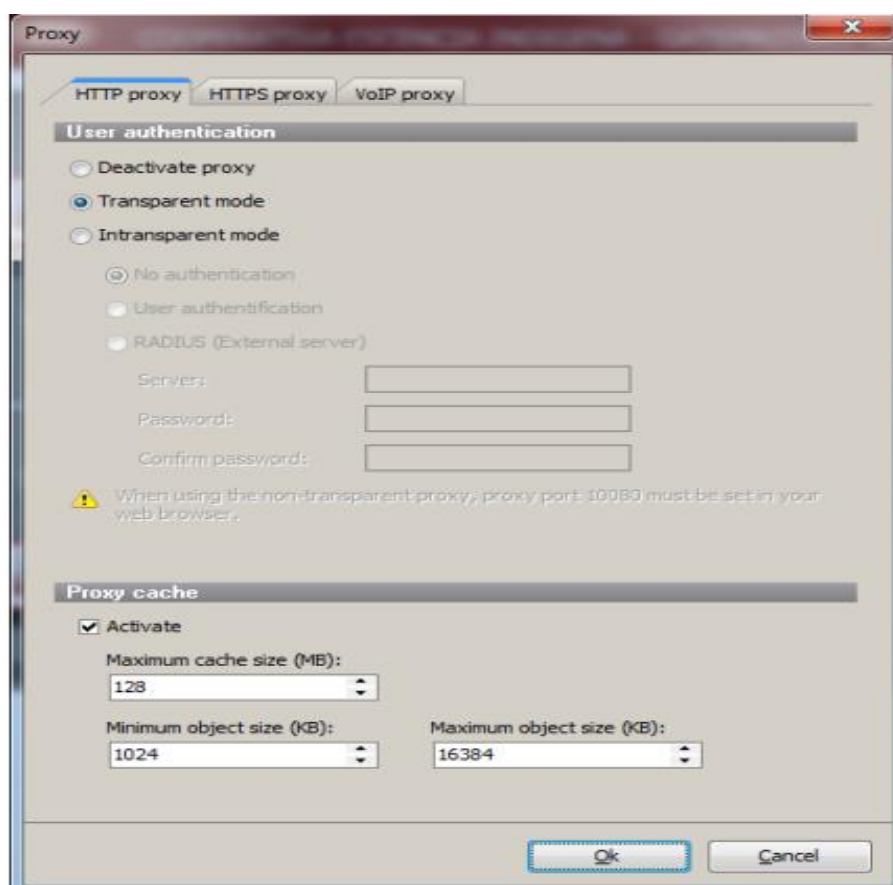 Proxy
HTTP proxy HTTPS proxy VoIP proxy
User authentication
Deactivate proxy
Transparent mode
Intransparent mode
No authentication
User authentification
RADIUS (External server)
Server:
Password:
Confirm password:
When using the non-transparent proxy, proxy port 10080 must be set in your
web browser.
Proxy cache
Activate
Maximum cache size (MB):
128
Minimum object size (KB): Maximum object size (KB):
1024 16384
Ok Cancel